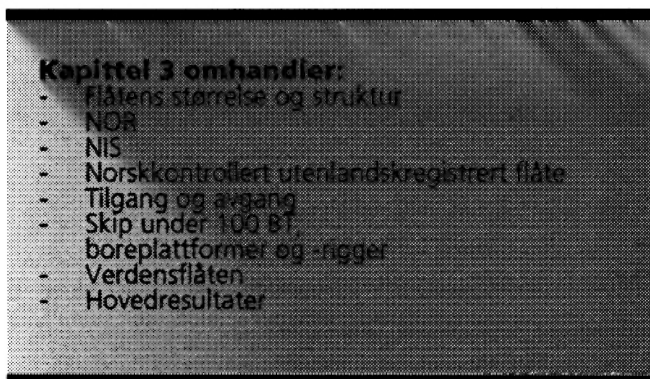 Kapittel 3 omhandler:
- Flåtens størrelse og struktur
- NOR
- NIS
- Norskkontrollert utenlandskregistrert flåte
- Tilgang og avgang
- Skip under 100 BT,
boreplattformer og -rigger
- Verdensflåten
- Hovedresultater